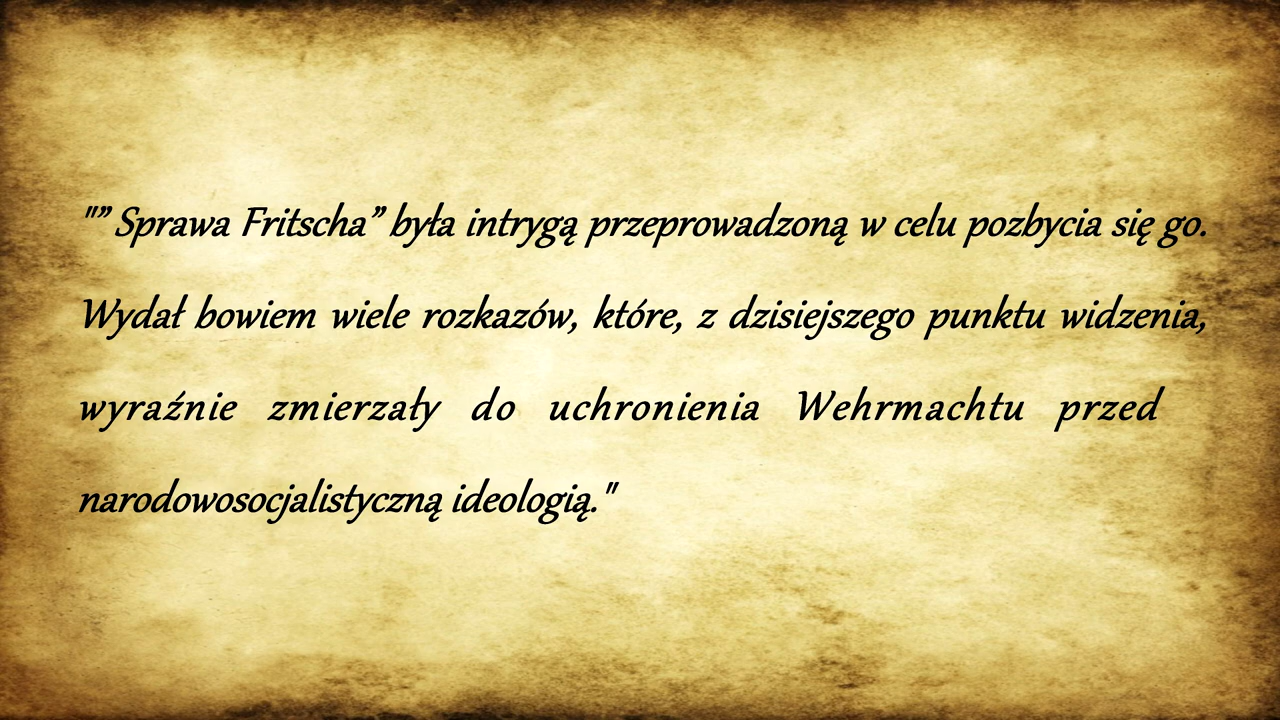 "” Sprawa Fritscha” była intrygą przeprowadzoną w celu pozbycia się go.
Wydał bowiem wiele rozkazów, które, z dzisiejszego punktu widzenia,
wyraźnie zmierzały do uchronienia Wehrmachtu przed
narodowosocjalistyczną ideologią."